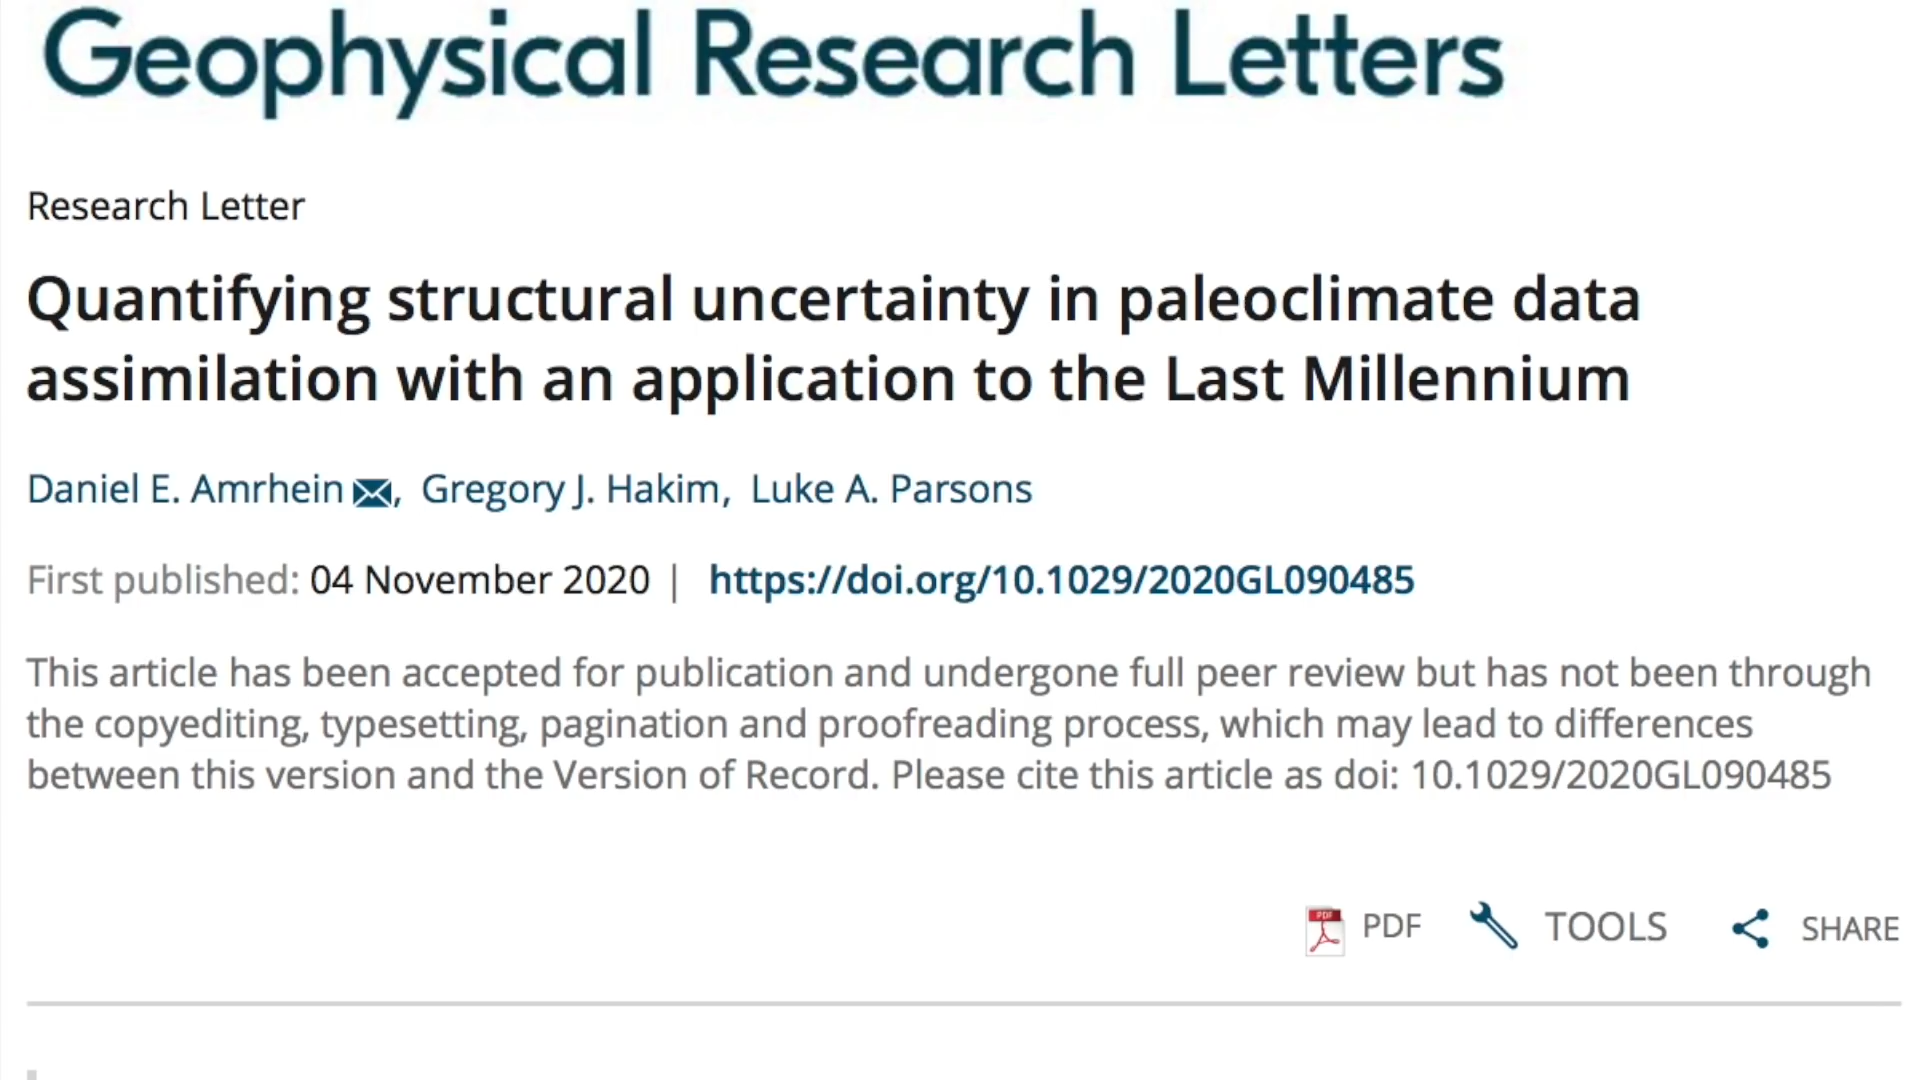 Geophysical Research Letters
Research Letter
Quantifying structural uncertainty in paleoclimate data
assimilation with an application to the Last Millennium
Daniel E. Amrhein, Gregory J. Hakim, Luke A. Parsons
First published: 04 November 2020 | https://doi.org/10.1029/2020GL090485
This article has been accepted for publication and undergone full peer review but has not been through
the copyediting, typesetting, pagination and proofreading process, which may lead to differences
between this version and the Version of Record. Please cite this article as doi: 10.1029/2020GL090485
PDF PDF TOOLS SHARE